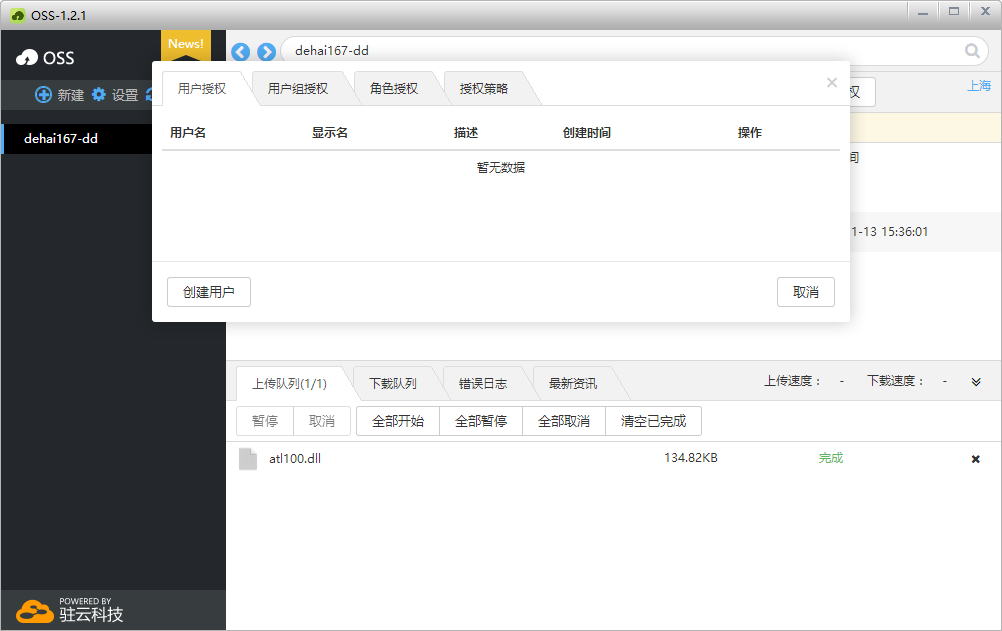 OSS-1.2.1
OSS
News!
新建
设置
dehai167-dd
dehai167-dd
上海
权
用户授权
用户组授权
角色授权
授权策略
用户名 显示名 描述 创建时间 操作
暂无数据
间
1-13 15:36:01
创建用户
取消
上传队列(1/1)
下载队列
错误日志
最新资讯
上传速度： -
下载速度： -
暂停
取消
全部开始
全部暂停
全部取消
清空已完成
atl100.dll 134.82KB 完成
POWERED BY
驻云科技